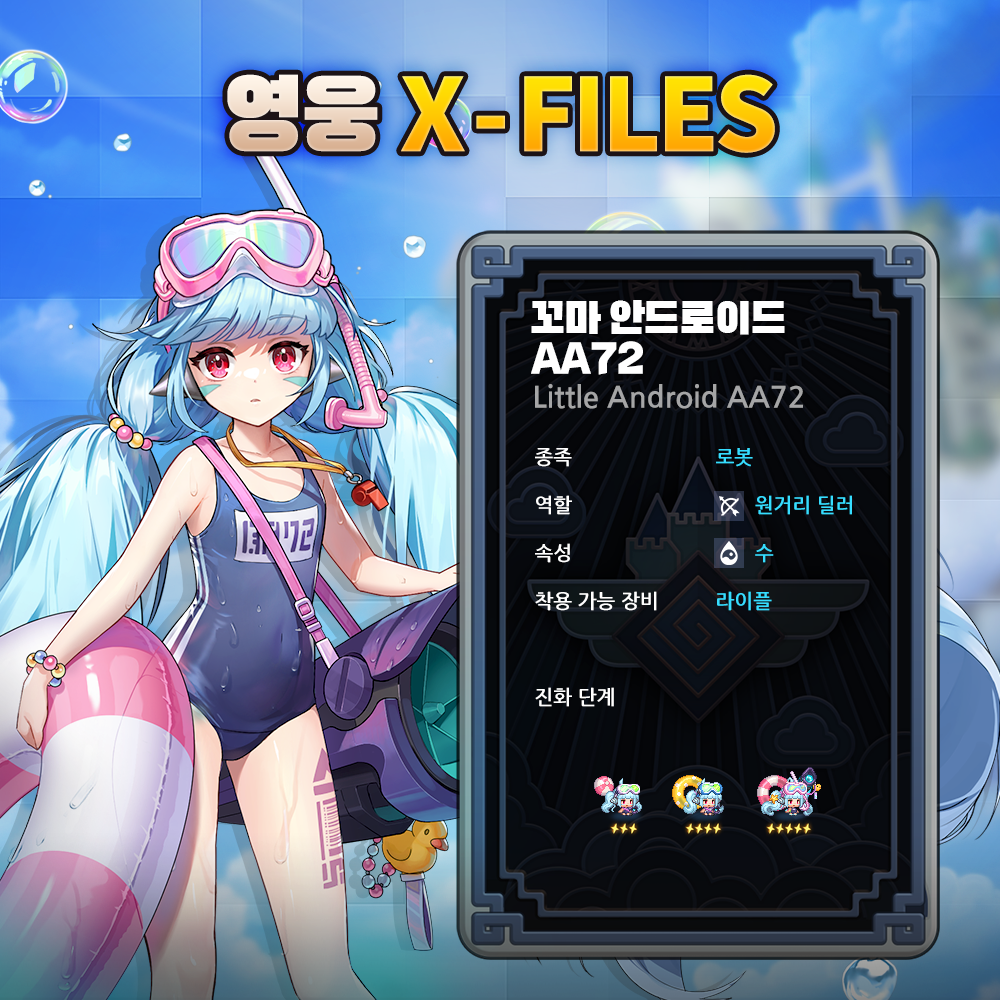 영웅 X-FILES
꼬마 안드로이드
AA72
Little Android AA72
종족 로봇
역할 원거리 딜러
속성 수
착용 가능 장비 라이플
진화 단계